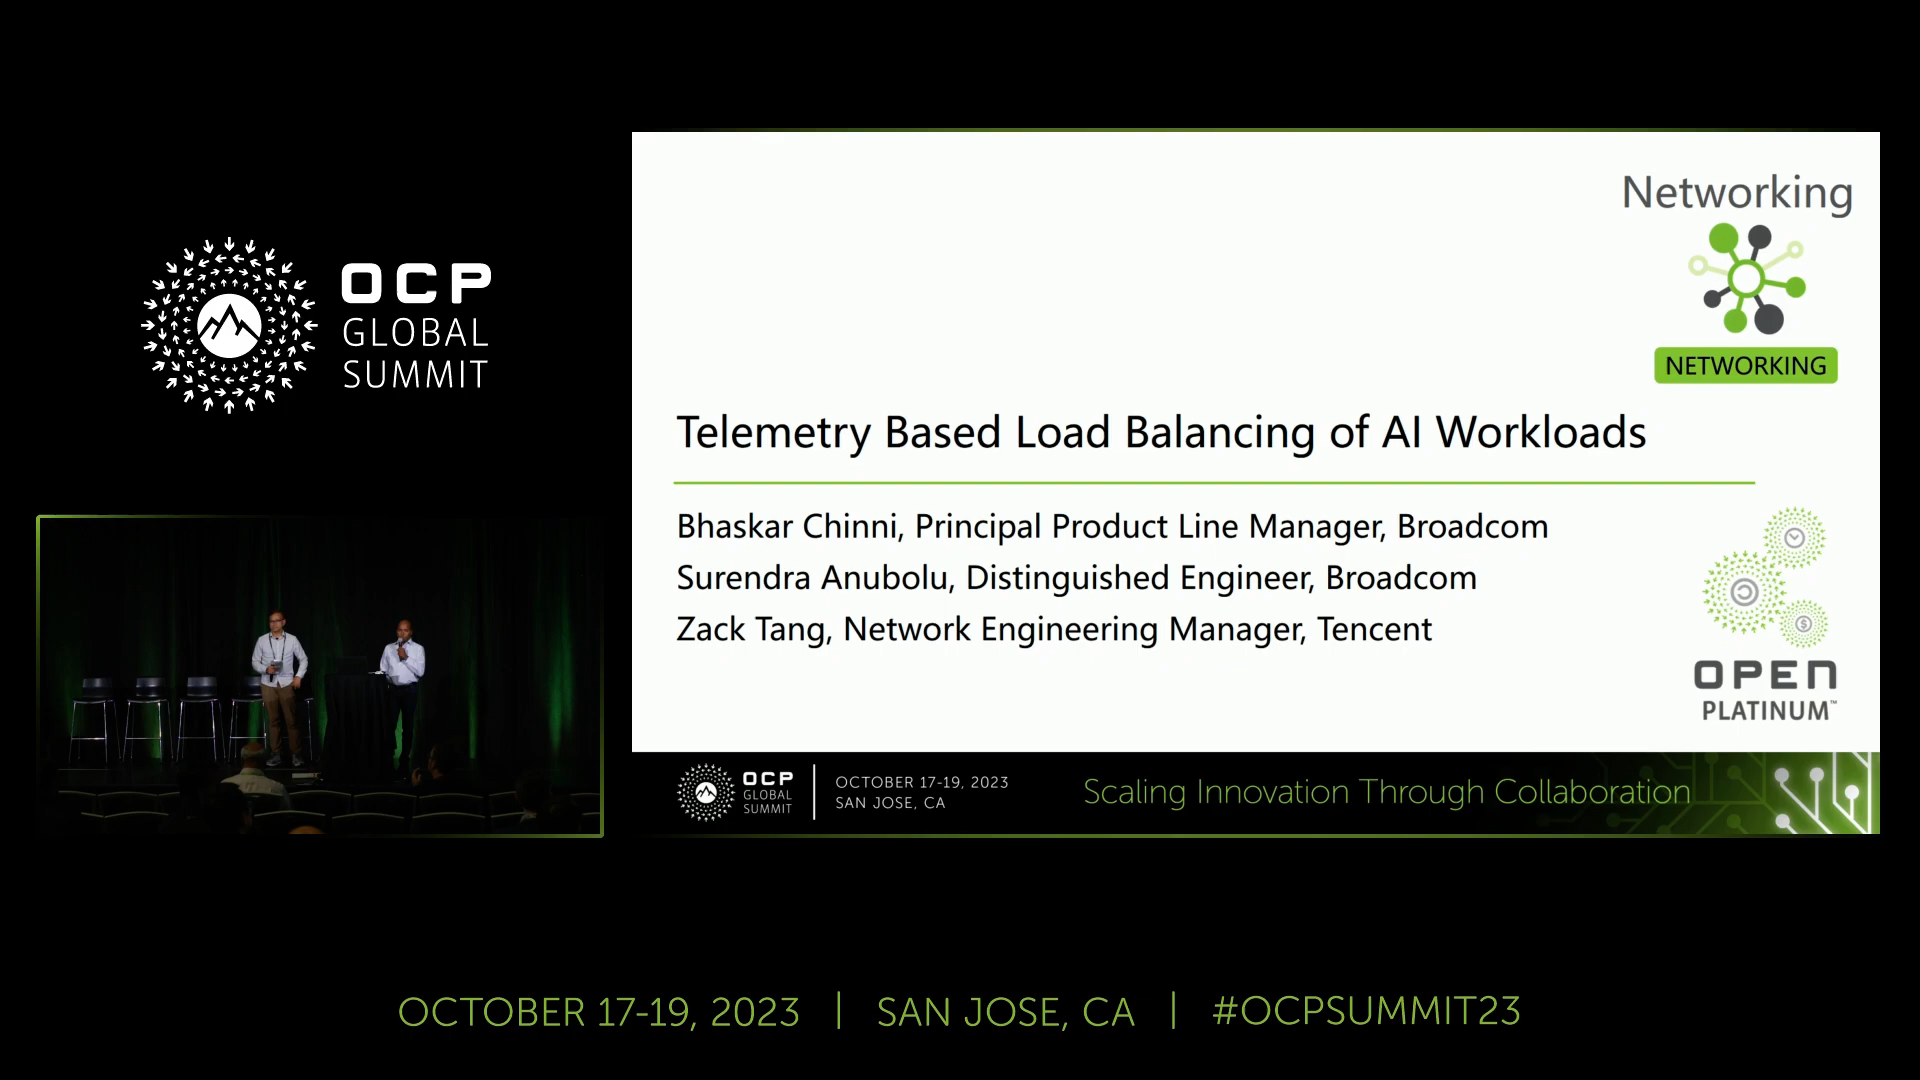 OCP
GLOBAL
SUMMIT
Networking
NETWORKING
Telemetry Based Load Balancing of AI Workloads
Bhaskar Chinni, Principal Product Line Manager, Broadcom
Surendra Anubolu, Distinguished Engineer, Broadcom
Zack Tang, Network Engineering Manager, Tencent
OPEN
PLATINUM™
OCP
GLOBAL
SUMMIT
OCTOBER 17-19, 2023
SAN JOSE, CA
Scaling Innovation Through Collaboration
OCTOBER 17-19, 2023 | SAN JOSE, CA | #OCPSUMMIT23